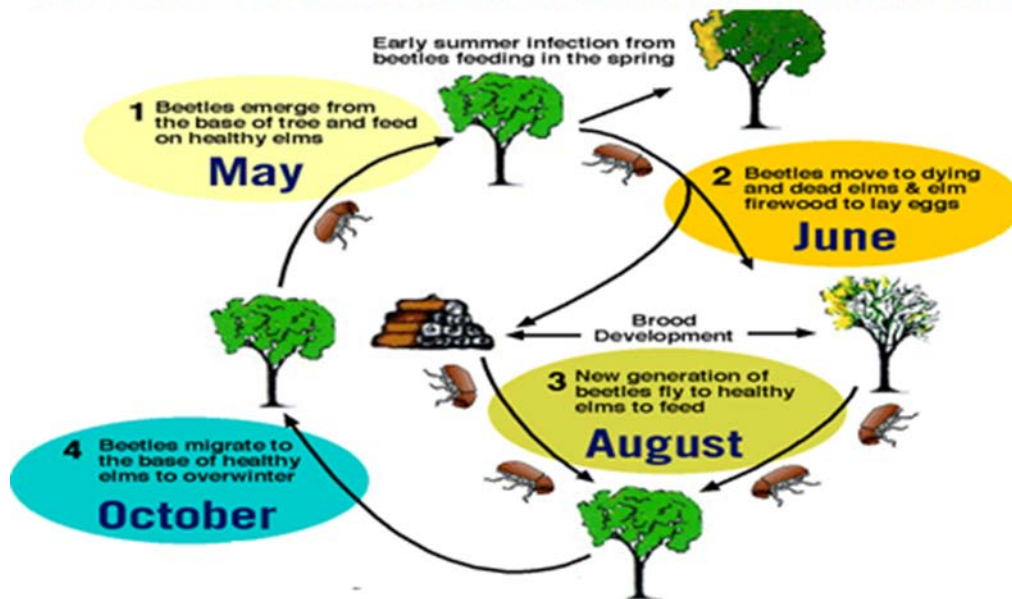 Early summer infection from
beetles feeding in the spring
1 Beetles emerge from
the base of tree and feed
on healthy elms
May
2 Beetles move to dying
and dead elms & elm
firewood to lay eggs
June
Brood
Development
3 New generation of
beetles fly to healthy
elms to feed
August
4 Beetles migrate to
the base of healthy
elms to overwinter
October